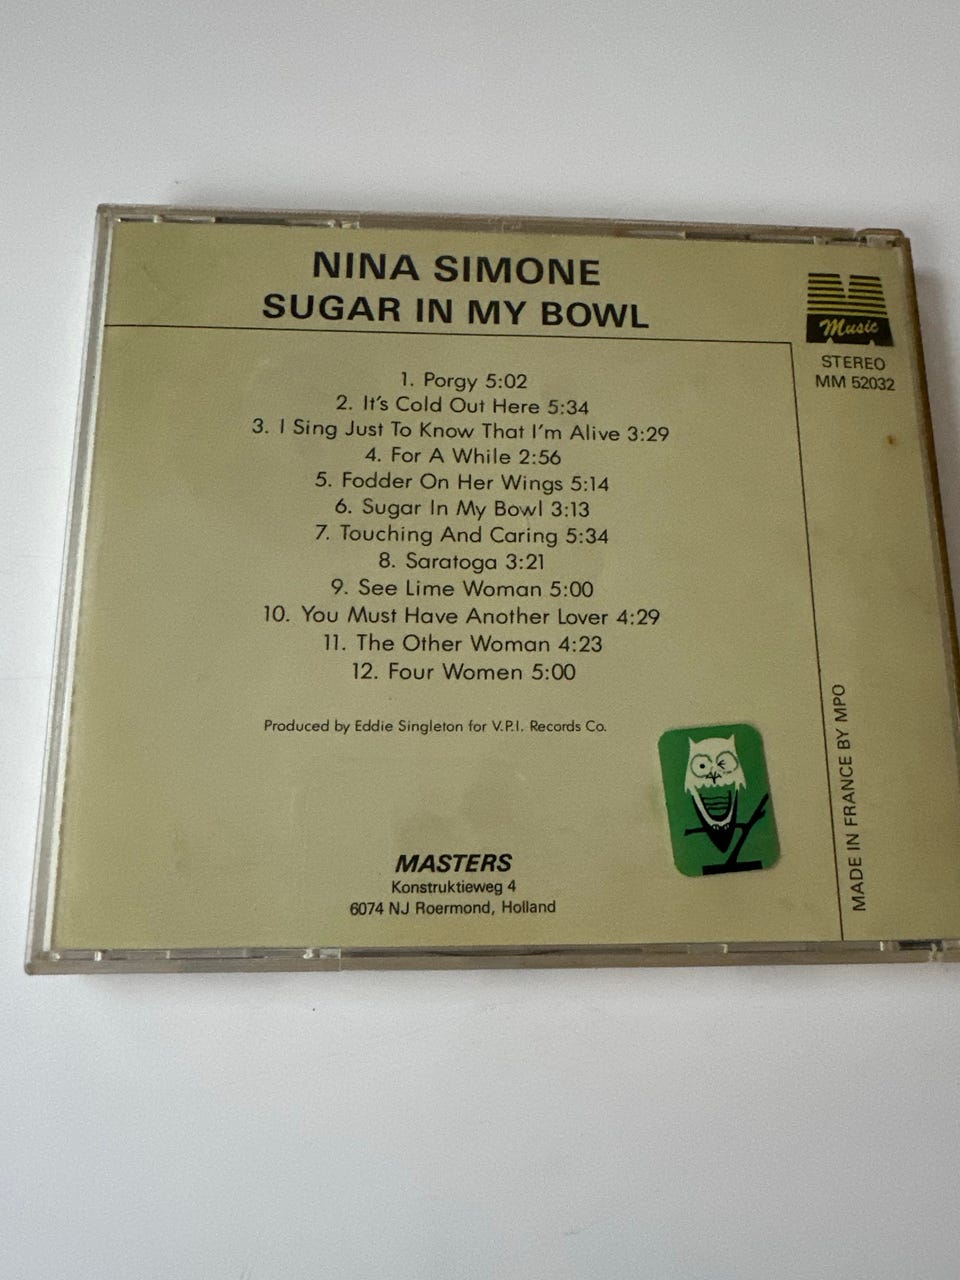 NINA SIMONE
SUGAR IN MY BOWL
Music
STEREO
MM 52032
1. Porgy 5:02
2. It's Cold Out Here 5:34
3. I Sing Just To Know That I'm Alive 3:29
4. For A While 2:56
5. Fodder On Her Wings 5:14
6. Sugar In My Bowl 3:13
7. Touching And Caring 5:34
8. Saratoga 3:21
9. See Lime Woman 5:00
10. You Must Have Another Lover 4:29
11. The Other Woman 4:23
12. Four Women 5:00
Produced by Eddie Singleton for V.P.I. Records Co.
MASTERS
Konstruktieweg 4
6074 NJ Roermond, Holland
MADE IN FRANCE BY MPO